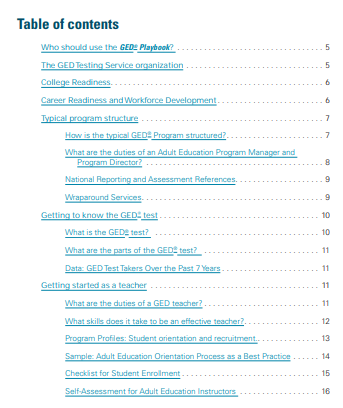 Table of contents
Who should use the GED® Playbook? . . . . . . . . . . . . . . . . . . . . . . . . . . . . . . . . . 5
The GED Testing Service organization . . . . . . . . . . . . . . . . . . . . . . . . . . . . . . . . 5
College Readiness. . . . . . . . . . . . . . . . . . . . . . . . . . . . . . . . . . . . . . . . . . . . . . . . 6
Career Readiness and Workforce Development . . . . . . . . . . . . . . . . . . . . . . . . 6
Typical program structure . . . . . . . . . . . . . . . . . . . . . . . . . . . . . . . . . . . . . . . . . 7
How is the typical GED® Program structured? . . . . . . . . . . . . . . . . . . . . . 7
What are the duties of an Adult Education Program Manager and
Program Director? . . . . . . . . . . . . . . . . . . . . . . . . . . . . . . . . . . . . . . . 8
National Reporting and Assessment References. . . . . . . . . . . . . . . . . . . . 9
Wraparound Services. . . . . . . . . . . . . . . . . . . . . . . . . . . . . . . . . . . . . . . . 9
Getting to know the GED® test . . . . . . . . . . . . . . . . . . . . . . . . . . . . . . . . . . . . 10
What is the GED® test? . . . . . . . . . . . . . . . . . . . . . . . . . . . . . . . . . . . . . 10
What are the parts of the GED® test? . . . . . . . . . . . . . . . . . . . . . . . . . . . 11
Data: GED Test Takers Over the Past 7 Years . . . . . . . . . . . . . . . . . . . . . . 11
Getting started as a teacher . . . . . . . . . . . . . . . . . . . . . . . . . . . . . . . . . . . . . . 11
What are the duties of a GED teacher? . . . . . . . . . . . . . . . . . . . . . . . . . . 11
What skills does it take to be an effective teacher?. . . . . . . . . . . . . . . . . 12
Program Profiles: Student orientation and recruitment. . . . . . . . . . . . . . 13
Sample: Adult Education Orientation Process as a Best Practice . . . . . . 14
Checklist for Student Enrollment . . . . . . . . . . . . . . . . . . . . . . . . . . . . . . 15
Self-Assessment for Adult Education Instructors . . . . . . . . . . . . . . . . . . 16